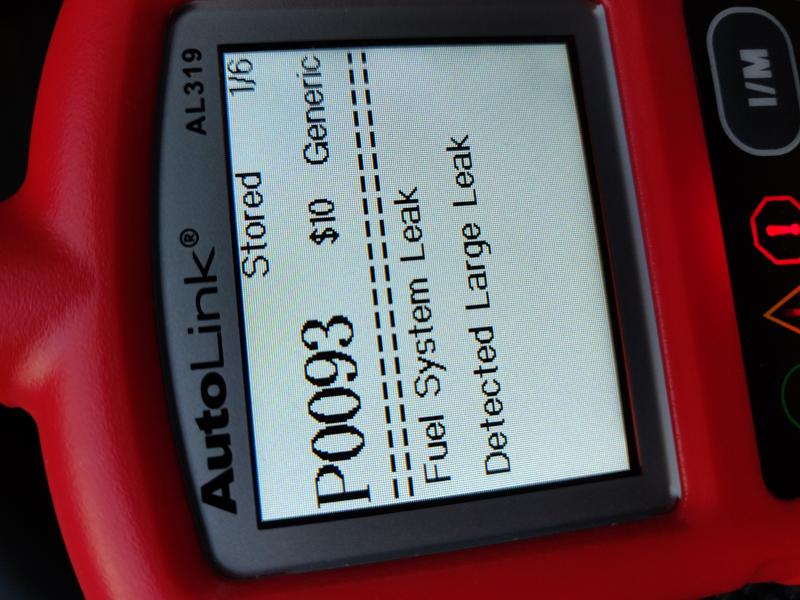 AutoLink® AL319
Stored 1/6
P0093 $10 Generic
====================
Fuel System Leak
Detected Large Leak
I/M